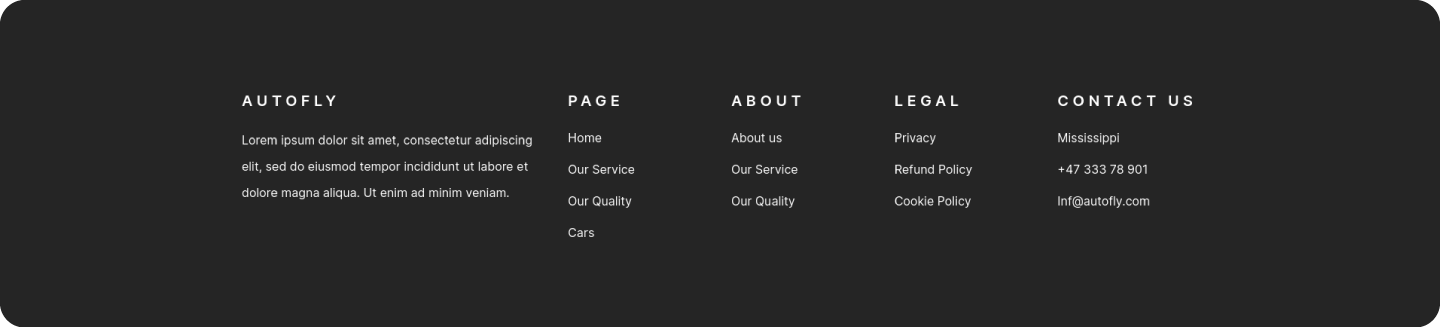 AUTOFLY
Lorem ipsum dolor sit amet, consectetur adipiscing
elit, sed do eiusmod tempor incididunt ut labore et
dolore magna aliqua. Ut enim ad minim veniam.
PAGE
Home
Our Service
Our Quality
Cars
ABOUT
About us
Our Service
Our Quality
LEGAL
Privacy
Refund Policy
Cookie Policy
CONTACT US
Mississippi
+47 333 78 901
Inf@autofly.com